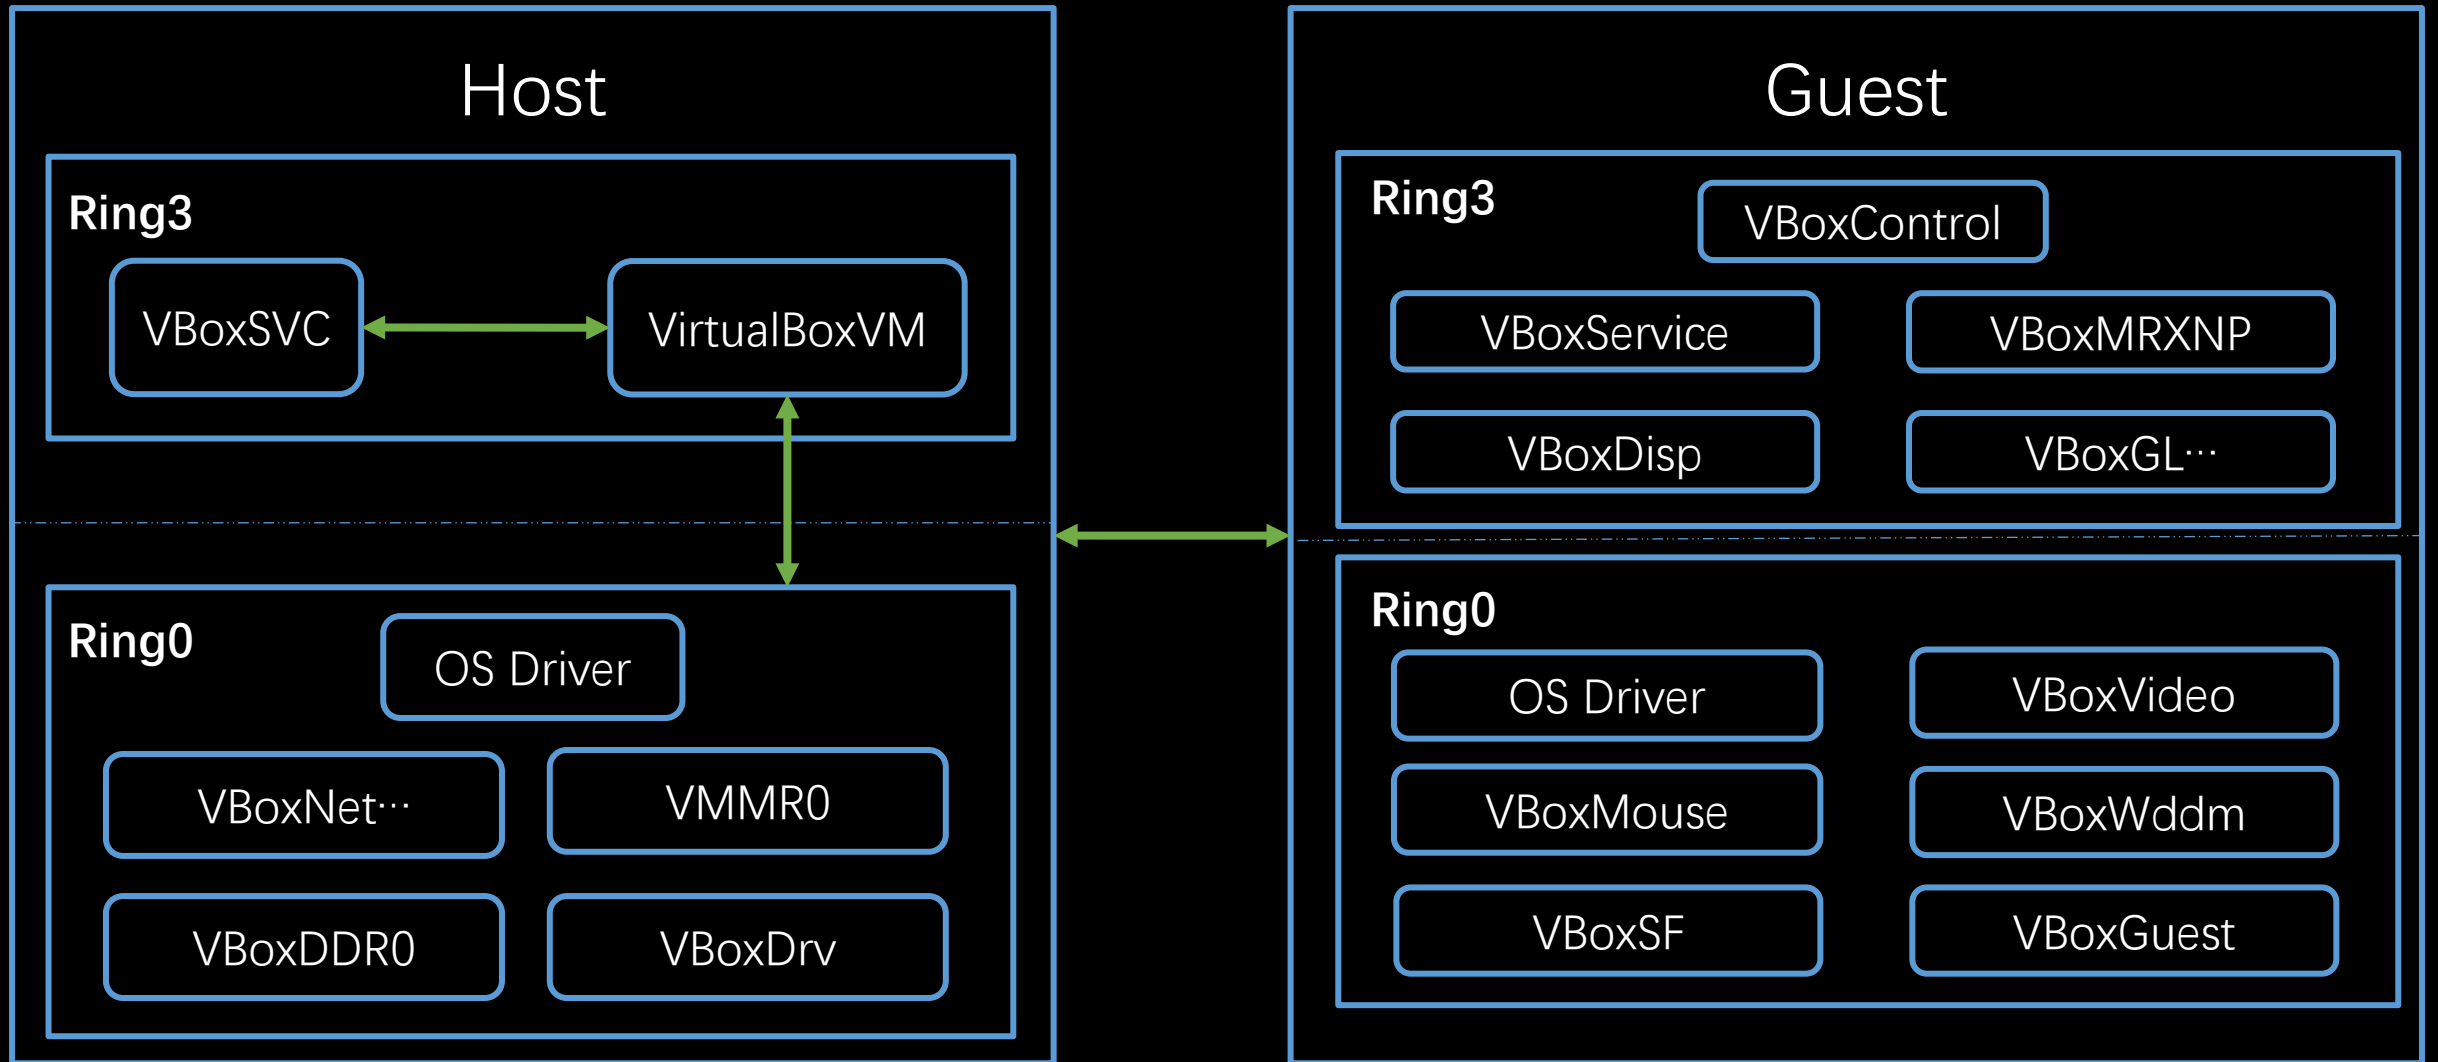 Host
Ring3
VBoxSVC
VirtualBoxVM
Ring0
OS Driver
VBoxNet…
VMMR0
VBoxDDR0
VBoxDrv
Guest
Ring3
VBoxControl
VBoxService
VBoxMRXNP
VBoxDisp
VBoxGL…
Ring0
OS Driver
VBoxVideo
VBoxMouse
VBoxWddm
VBoxSF
VBoxGuest